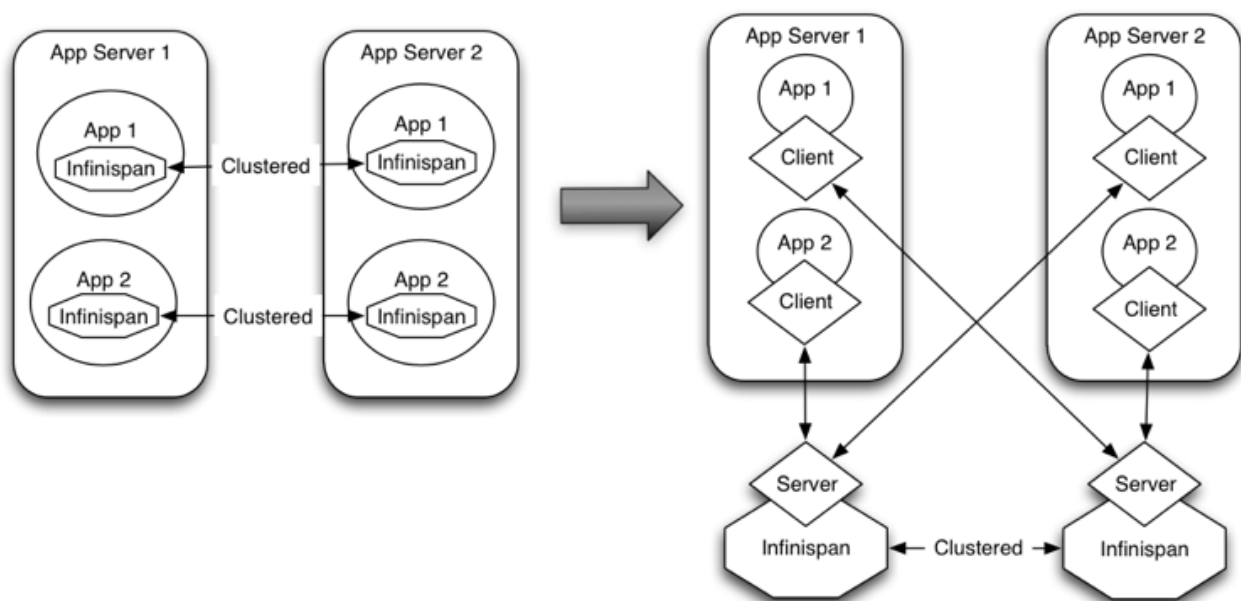 App Server 1
App Server 2
App 1
Infinispan
Clustered
App 1
Infinispan
App 2
Infinispan
Clustered
App 2
Infinispan
App Server 1
App Server 2
App 1
Client
App 1
Client
App 2
Client
App 2
Client
Server
Server
Infinispan
Clustered
Infinispan